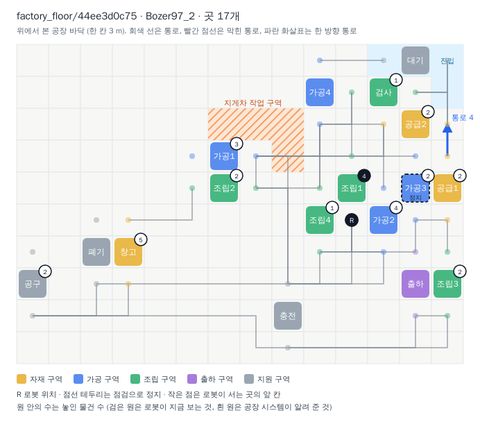 factory_floor/44ee3d0c75 · Bozer97_2 · 곳 17개
위에서 본 공장 바닥 (한 칸 3 m). 회색 선은 통로, 빨간 점선은 막힌 통로, 파란 화살표는 한 방향 통로
대기
진입
가공4
검사
1
지게차 작업 구역
공급2
2
통로 4
가공1
3
조립2
2
조립1
4
가공3
2
정지
공급1
2
조립4
1
R
가공2
4
폐기
창고
5
공구
2
출하
조립3
2
충전
자재 구역
가공 구역
조립 구역
출하 구역
지원 구역
R 로봇 위치 · 점선 테두리는 점검으로 정지 · 작은 점은 로봇이 서는 곳의 앞 칸
원 안의 수는 놓인 물건 수 (검은 원은 로봇이 지금 보는 것, 흰 원은 공장 시스템이 알려 준 것)